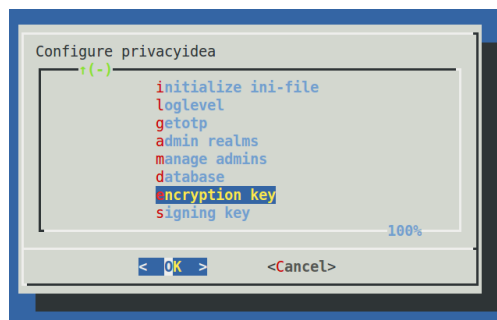 Configure privacyidea
↑(-)
initialize ini-file
loglevel
getotp
admin realms
manage admins
database
encryption key
signing key
100%
< OK > <Cancel>